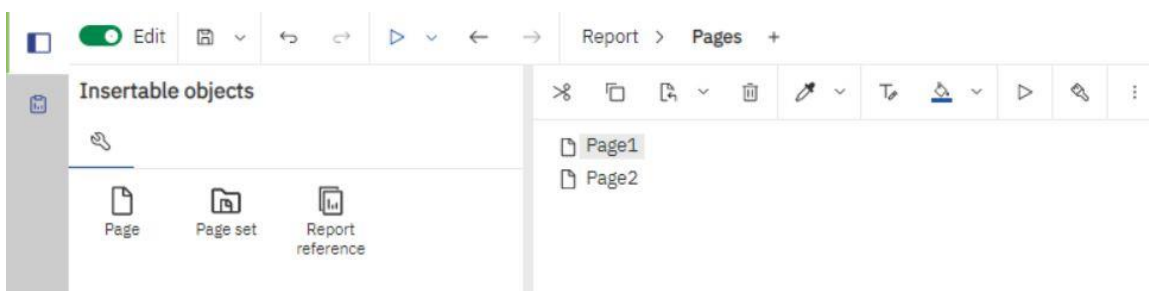 Edit
Report > Pages +
Insertable objects
Page1
Page2
Page
Page set
Report
reference